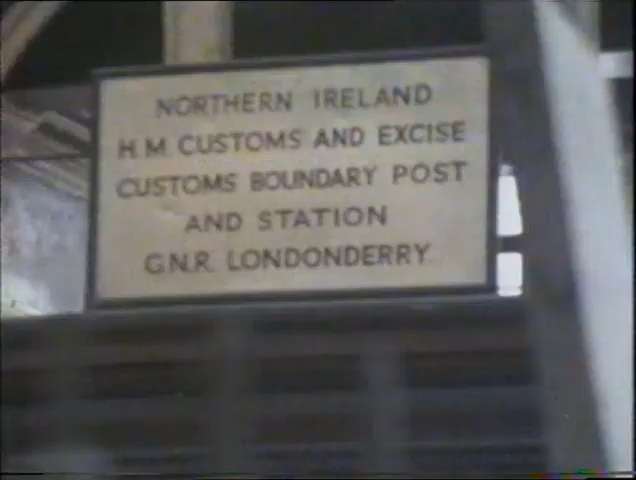 NORTHERN IRELAND
H.M. CUSTOMS AND EXCISE
CUSTOMS BOUNDARY POST
AND STATION
G.N.R. LONDONDERRY